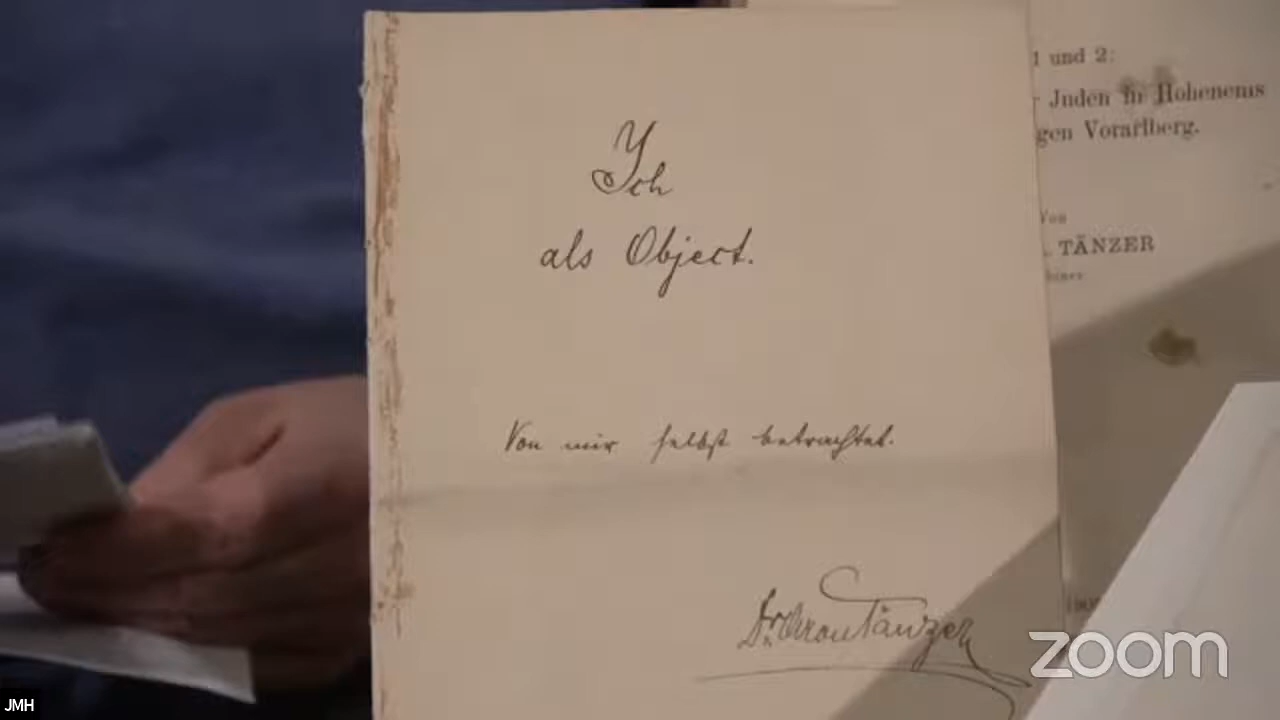 Ich
als Object.
Von mir selbst betrachtet.
Dr. Aron Tänzer
1 und 2:
Juden in Hohenems
gen Vorarlberg.
Von
TÄNZER
zoom
JMH